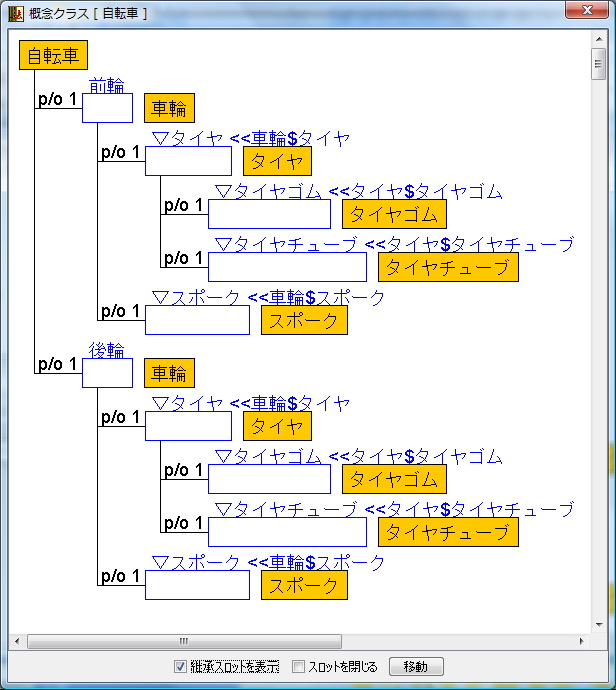 概念クラス [ 自転車 ]
自転車
前輪
p/o 1 車輪
▽タイヤ <<車輪$タイヤ
p/o 1 タイヤ
▽タイヤゴム <<タイヤ$タイヤゴム
p/o 1 タイヤゴム
▽タイヤチューブ <<タイヤ$タイヤチューブ
p/o 1 タイヤチューブ
▽スポーク <<車輪$スポーク
p/o 1 スポーク
後輪
p/o 1 車輪
▽タイヤ <<車輪$タイヤ
p/o 1 タイヤ
▽タイヤゴム <<タイヤ$タイヤゴム
p/o 1 タイヤゴム
▽タイヤチューブ <<タイヤ$タイヤチューブ
p/o 1 タイヤチューブ
▽スポーク <<車輪$スポーク
p/o 1 スポーク
継承スロットを表示 スロットを閉じる 移動